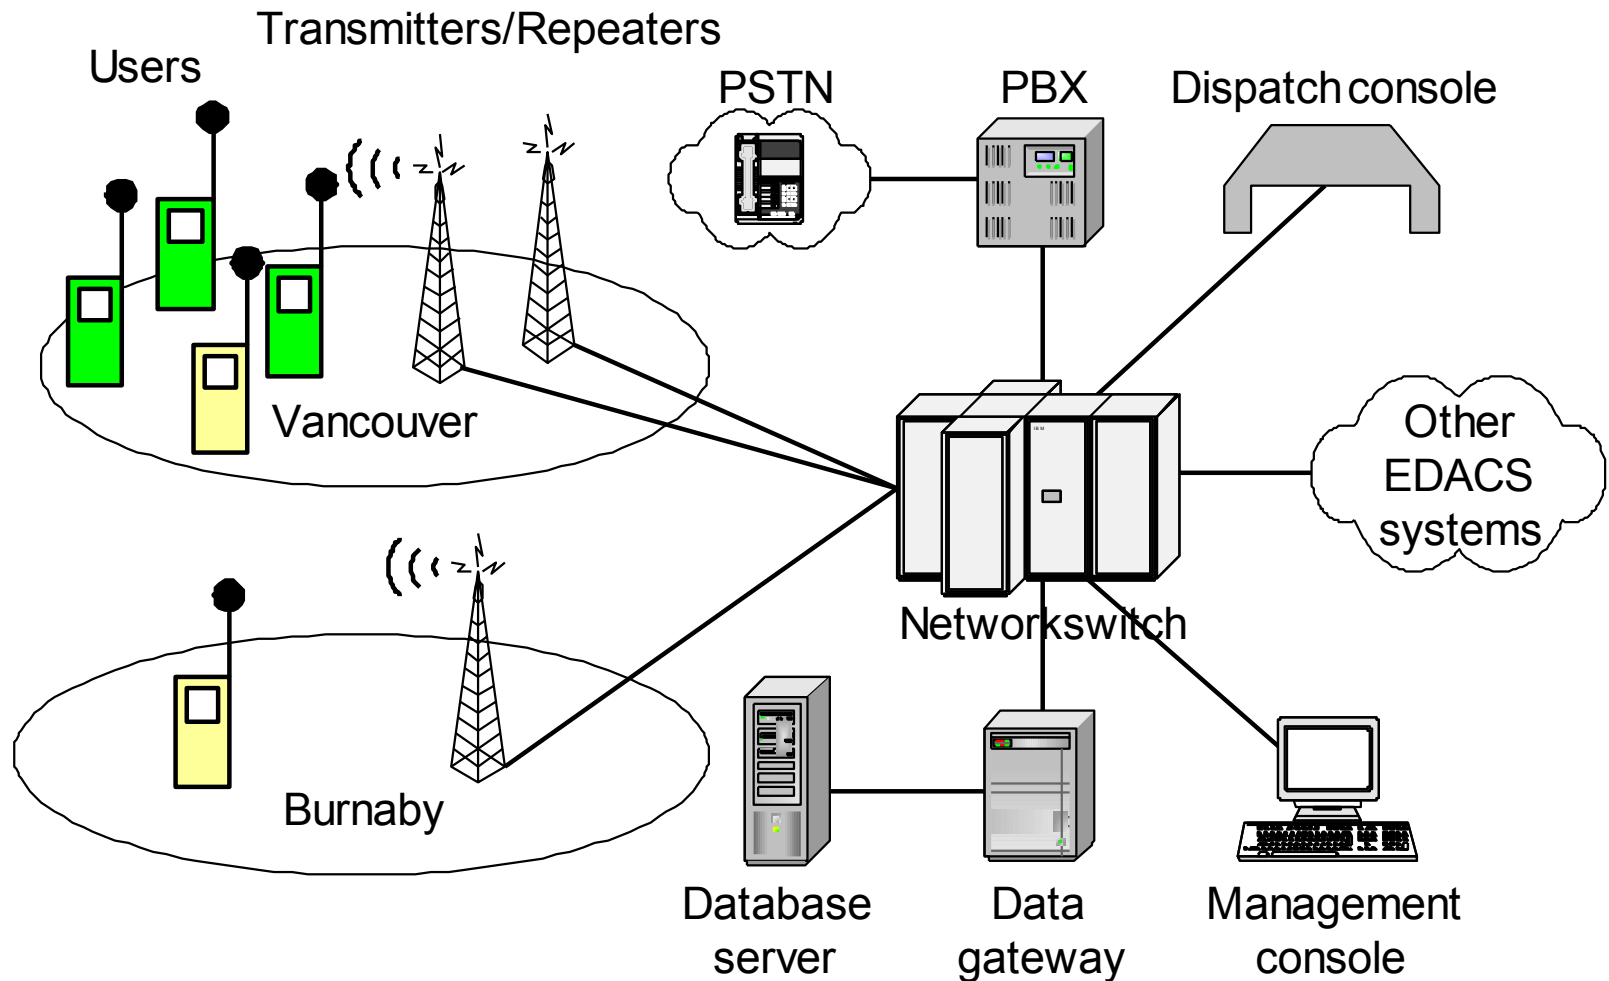 Transmitters/Repeaters
Users
PSTN
PBX
Dispatch console
Vancouver
Other
EDACS
systems
IBM
Networkswitch
Burnaby
Database
server
Data
gateway
Management
console